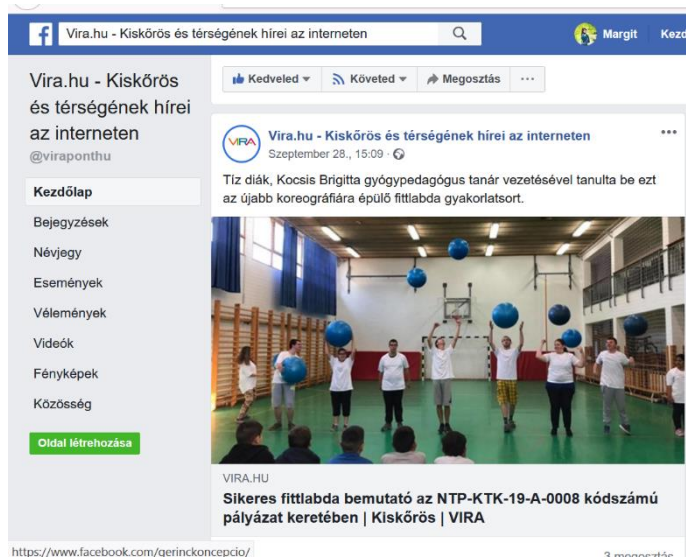 Vira.hu - Kiskőrös és térségének hírei az interneten
Margit Kezd
Vira.hu - Kiskőrös
és térségének hírei
az interneten
@viraponthu
Kezdőlap
Bejegyzések
Névjegy
Események
Vélemények
Videók
Fényképek
Közösség
Oldal létrehozása
Kedveled Követed Megosztás ...
VIRA
Vira.hu - Kiskőrös és térségének hírei az interneten
Szeptember 28., 15:09 ·
Tíz diák, Kocsis Brigitta gyógypedagógus tanár vezetésével tanulta be ezt
az újabb koreográfiára épülő fittlabda gyakorlatsort.
VIRA.HU
Sikeres fittlabda bemutató az NTP-KTK-19-A-0008 kódszámú
pályázat keretében | Kiskőrös | VIRA
3 megosztás
https://www.facebook.com/gerinckoncepcio/